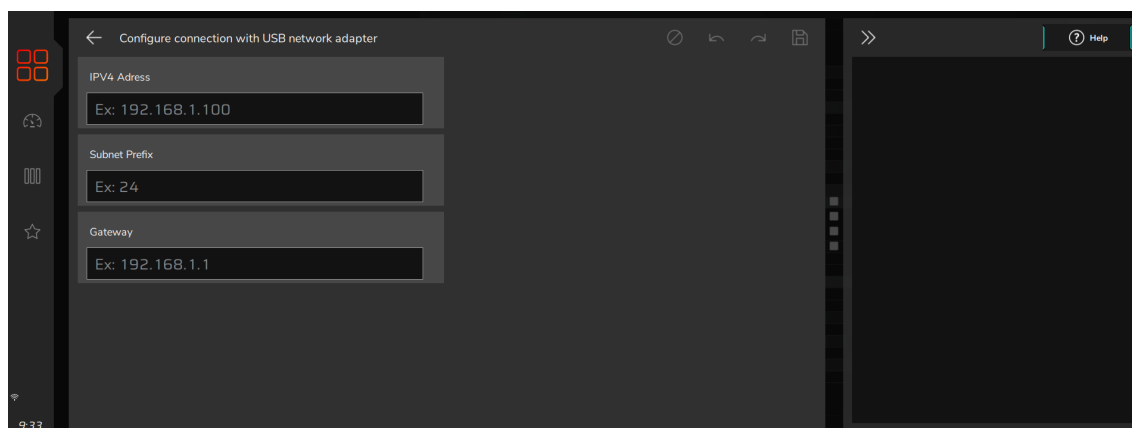 Configure connection with USB network adapter
Help
IPV4 Adress
Ex: 192.168.1.100
Subnet Prefix
Ex: 24
Gateway
Ex: 192.168.1.1
9:33